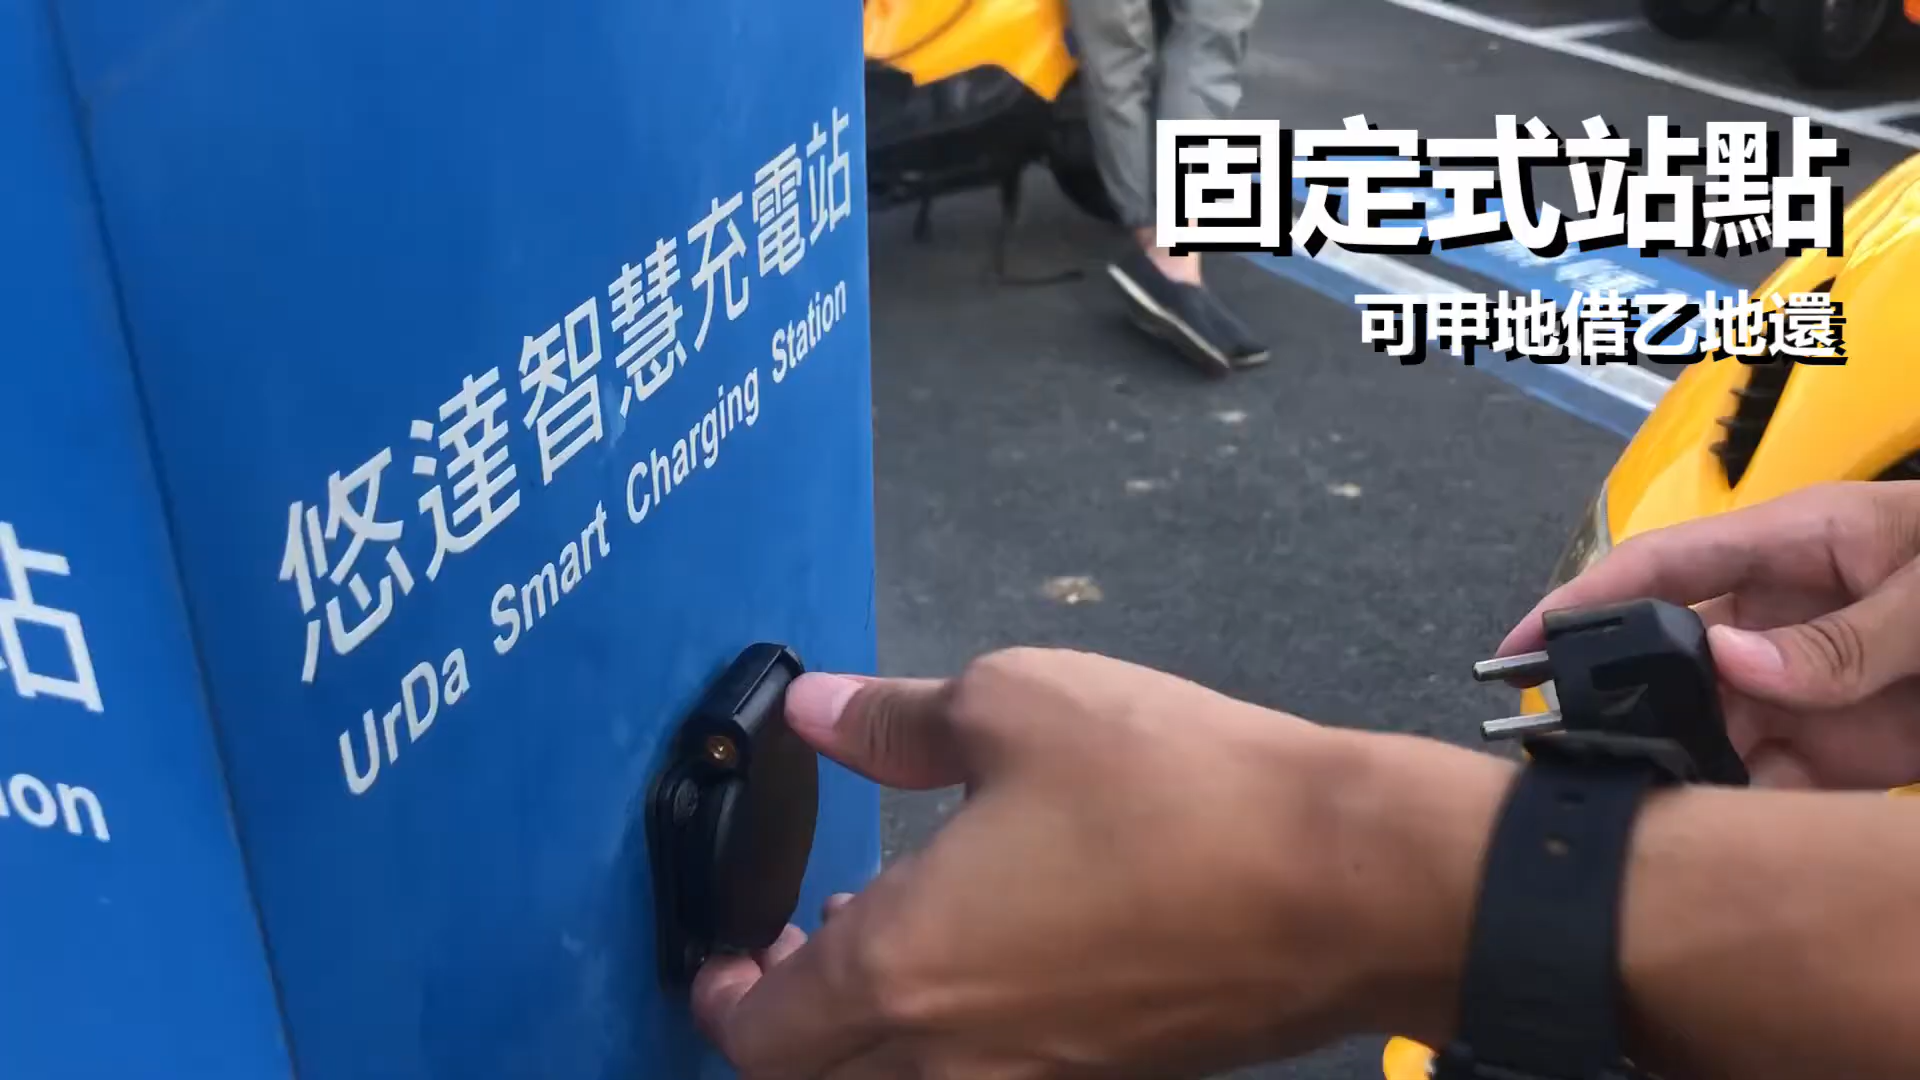 固定式站點
可甲地借乙地還
悠達智慧充電站
UrDa Smart Charging Station
站
ion